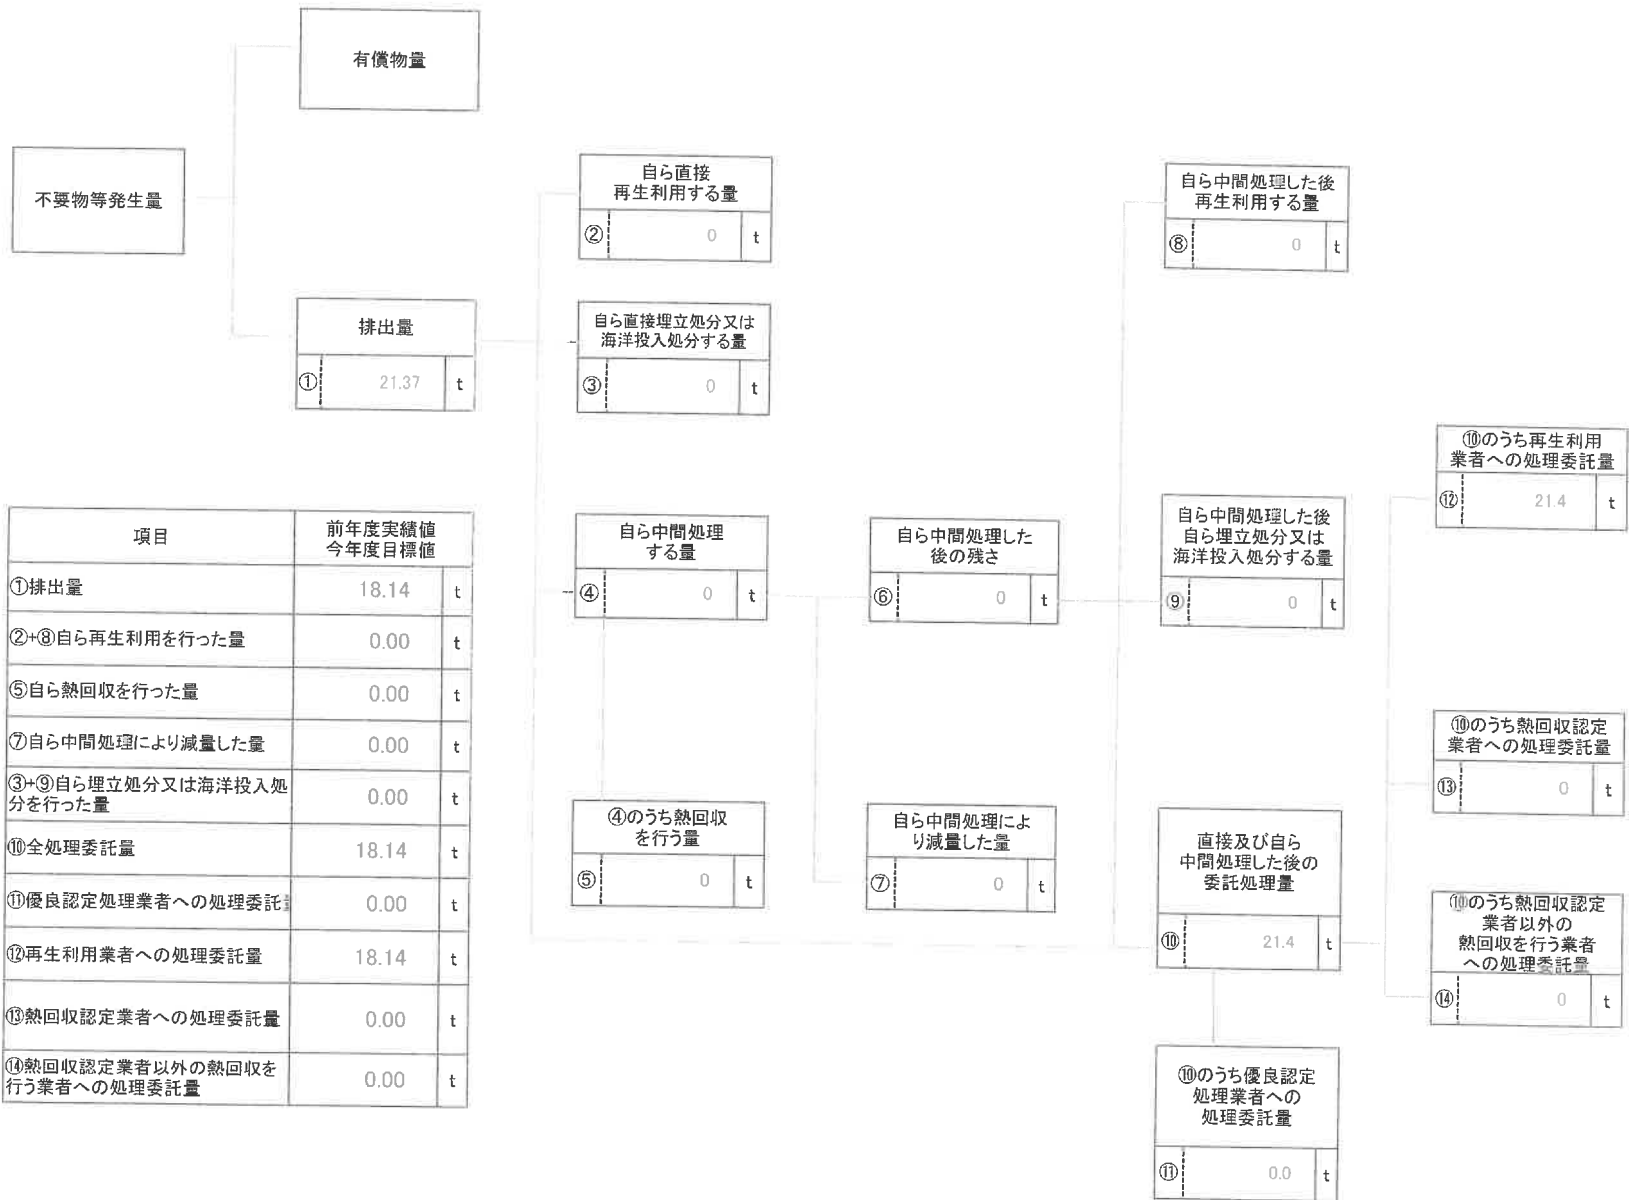 有償物量
不要物等発生量
排出量
① 21.37 t
自ら直接
再生利用する量
② 0 t
自ら直接埋立処分又は
海洋投入処分する量
③ 0 t
自ら中間処理
する量
④ 0 t
④のうち熱回収
を行う量
⑤ 0 t
自ら中間処理した
後の残さ
⑥ 0 t
自ら中間処理によ
り減量した量
⑦ 0 t
自ら中間処理した後
再生利用する量
⑧ 0 t
自ら中間処理した後
自ら埋立処分又は
海洋投入処分する量
⑨ 0 t
直接及び自ら
中間処理した後の
委託処理量
⑩ 21.4 t
⑩のうち優良認定
処理業者への
処理委託量
⑪ 0.0 t
⑩のうち再生利用
業者への処理委託量
⑫ 21.4 t
⑩のうち熱回収認定
業者への処理委託量
⑬ 0 t
⑩のうち熱回収認定
業者以外の
熱回収を行う業者
への処理委託量
⑭ 0 t
項目 前年度実績値
今年度目標値
①排出量 18.14 t
②+⑧自ら再生利用を行った量 0.00 t
⑤自ら熱回収を行った量 0.00 t
⑦自ら中間処理により減量した量 0.00 t
③+⑨自ら埋立処分又は海洋投入処
分を行った量 0.00 t
⑩全処理委託量 18.14 t
⑪優良認定処理業者への処理委託 0.00 t
⑫再生利用業者への処理委託量 18.14 t
⑬熱回収認定業者への処理委託量 0.00 t
⑭熱回収認定業者以外の熱回収を
行う業者への処理委託量 0.00 t